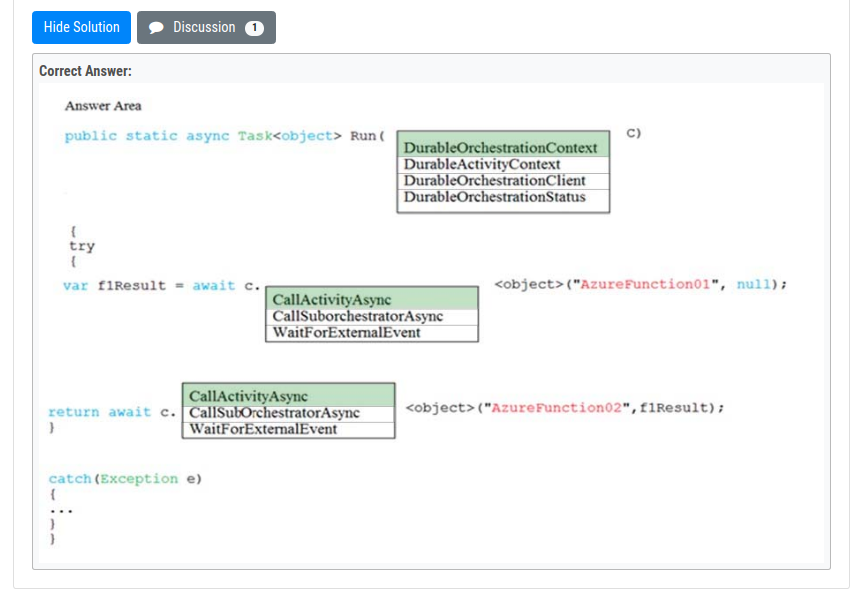 Hide Solution Discussion 1
Correct Answer:
Answer Area
public static async Task<object> Run( DurableOrchestrationContext C)
DurableActivityContext
DurableOrchestrationClient
DurableOrchestrationStatus
{
try
{
var f1Result = await c. CallActivityAsync <object>("AzureFunction01", null);
CallSuborchestratorAsync
WaitForExternalEvent
CallActivityAsync
return await c. CallSubOrchestratorAsync <object>("AzureFunction02",f1Result);
WaitForExternalEvent
}
catch(Exception e)
{
...
}
}